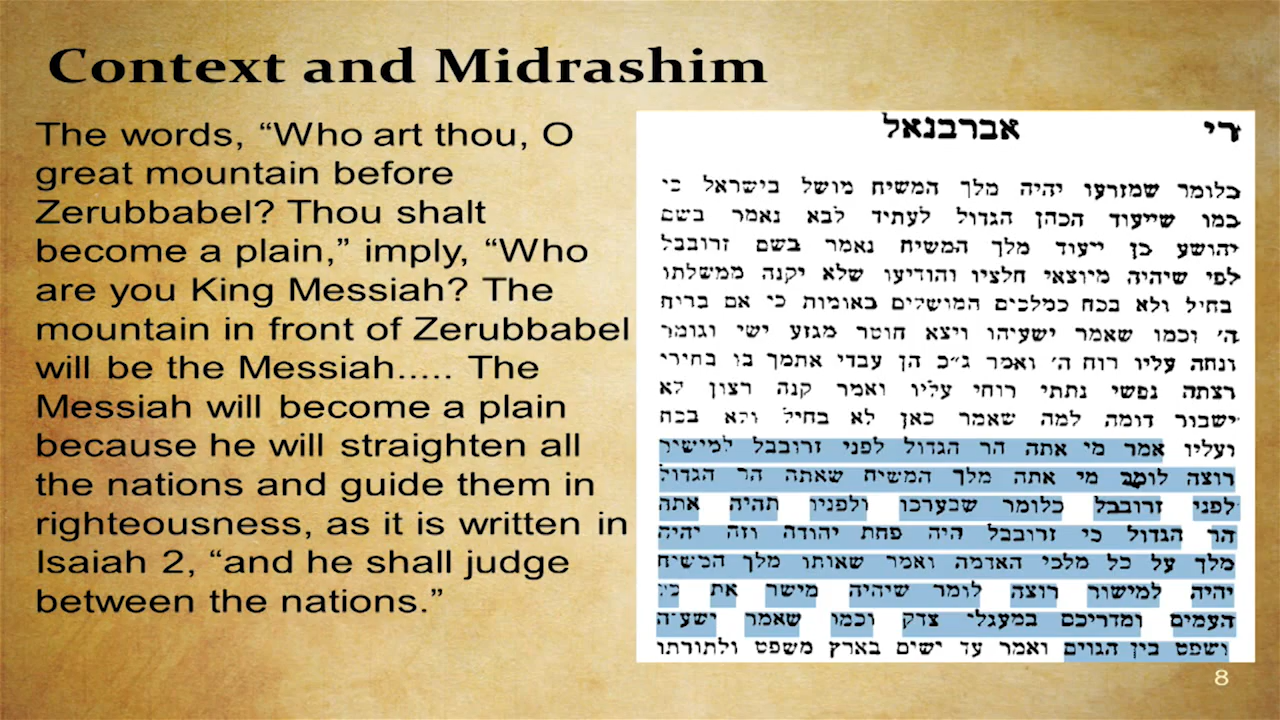 Context and Midrashim
The words, “Who art thou, O
great mountain before
Zerubbabel? Thou shalt
become a plain,” imply, “Who
are you King Messiah? The
mountain in front of Zerubbabel
will be the Messiah..... The
Messiah will become a plain
because he will straighten all
the nations and guide them in
righteousness, as it is written in
Isaiah 2, “and he shall judge
between the nations.”
רי אברבנאל
כלומר שמזרעו יהיה מלך המשיח מושל בישראל כי
כמו שייעוד הכהן הגדול לעתיד לבא נאמר בשם
יהושע כן ייעוד מלך המשיח נאמר בשם זרובבל
לפי שיהיה מיוצאי חלציו והודיעו שלא יקנה ממשלתו
בחיל ולא בכח כמלכים המושלים באומות כי אם ברוח
ה׳ וכמו שאמר ישעיהו ויצא חוטר מגזע ישי וגומר
ונחה עליו רוח ה׳ ואמר ג״כ הן עבדי אתמך בו בחירי
רצתה נפשי נתתי רוחי עליו ואמר קנה רצון לא
ישבור דומה למה שאמר כאן לא בחיל ולא בכח
ועליו אמר מי אתה הר הגדול לפני זרובבל למישור
רוצה לומר מי אתה מלך המשיח שאתה הר הגדול
לפני זרובבל כלומר שבערכו ולפניו תהיה אתה
הר הגדול כי זרובבל היה פחת יהודה וזה יהיה
מלך על כל מלכי האדמה ואמר שאותו מלך המשיח
יהיה למישור רוצה לומר שיהיה מישר את כל
העמים ומדריכם במעגלי צדק וכמו שאמר ישעיה
ושפט בין הגוים ואמר עד ישים בארץ משפט ולתורתו
8